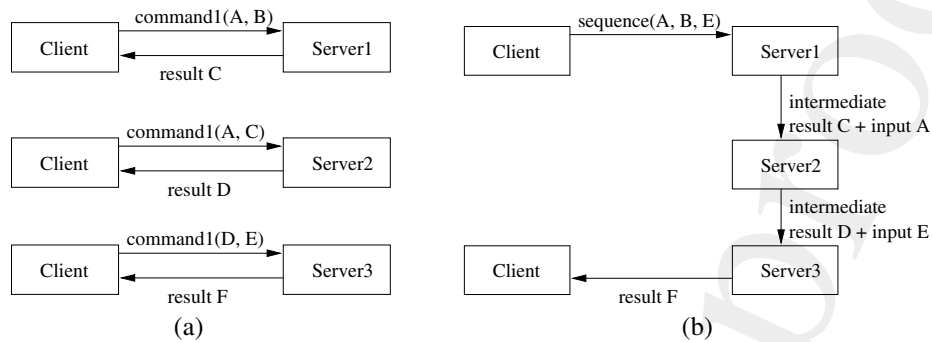 command1(A, B)
Client
Server1
result C
command1(A, C)
Client
Server2
result D
command1(D, E)
Client
Server3
result F
(a)
sequence(A, B, E)
Client
Server1
intermediate
result C + input A
Server2
intermediate
result D + input E
Client
Server3
result F
(b)